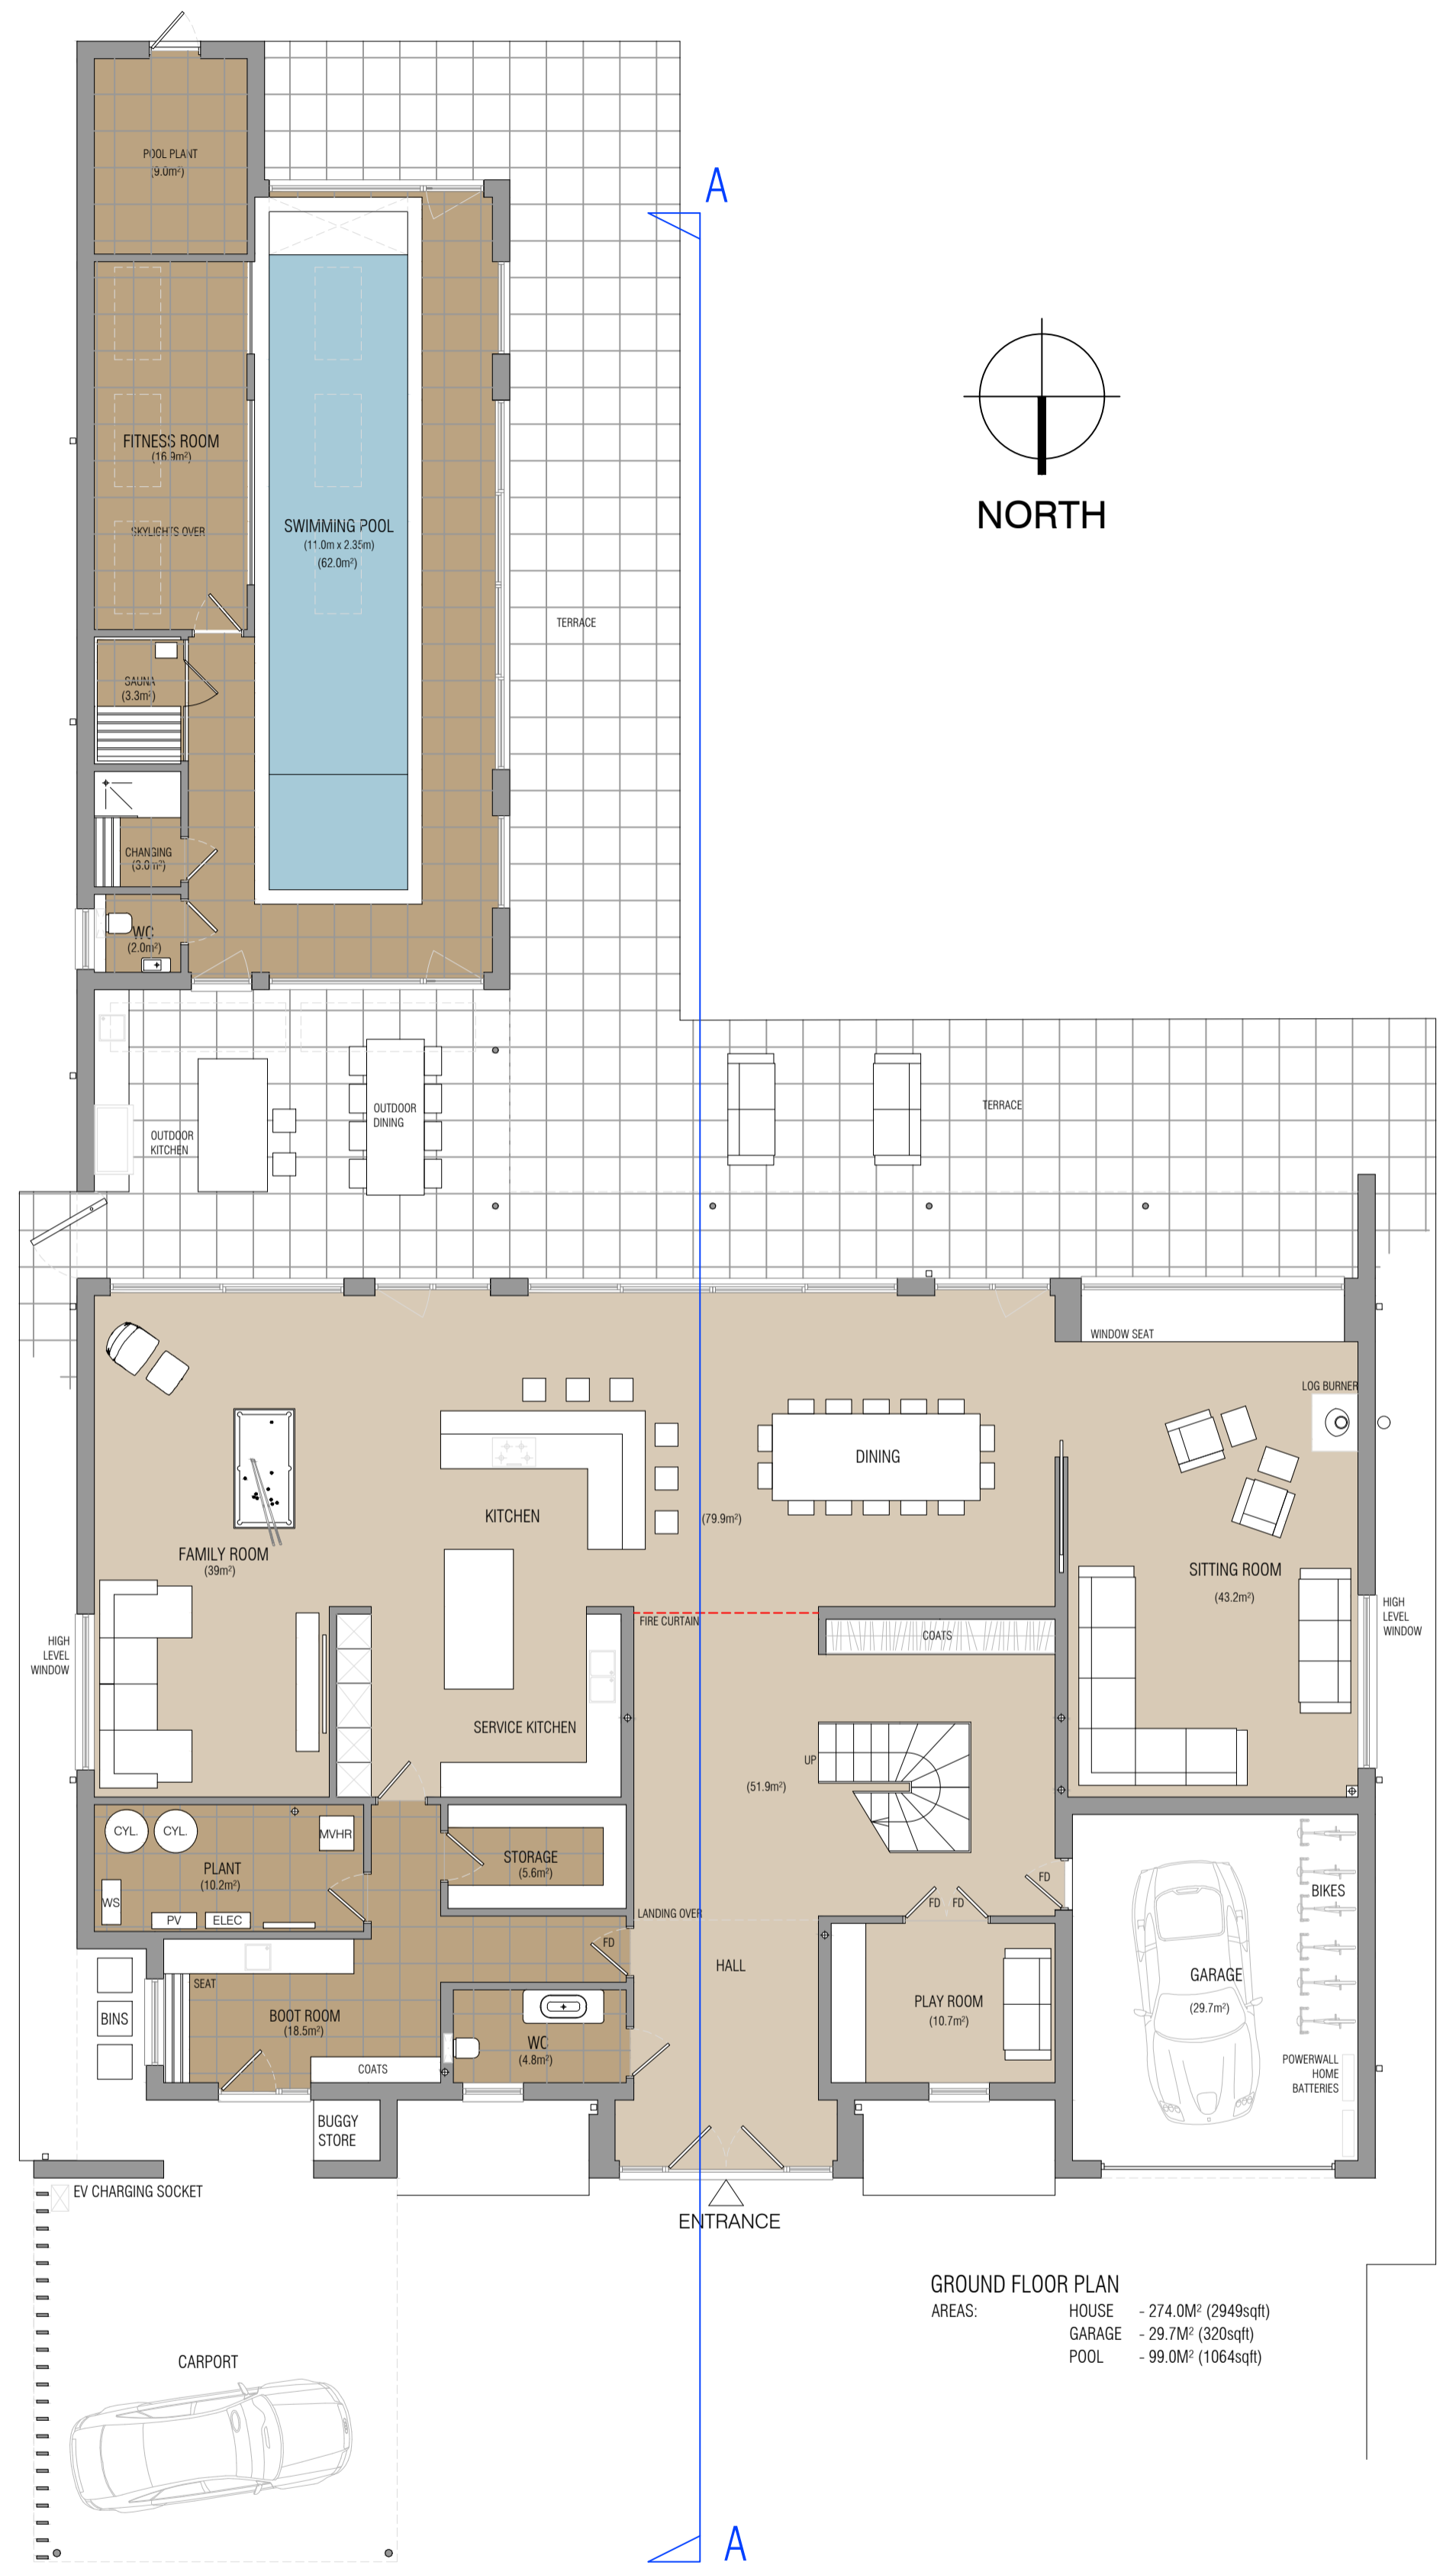 POOL PLANT
(9.0m²)
A
FITNESS ROOM
(16.9m²)
SKYLIGHTS OVER
SWIMMING POOL
(11.0m x 2.35m)
(62.0m²)
NORTH
TERRACE
SAUNA
(3.3m²)
CHANGING
(3.0m²)
WC
(2.0m²)
OUTDOOR
KITCHEN
OUTDOOR
DINING
TERRACE
WINDOW SEAT
LOG BURNER
DINING
KITCHEN
(79.9m²)
FAMILY ROOM
(39m²)
SITTING ROOM
(43.2m²)
HIGH
LEVEL
WINDOW
HIGH
LEVEL
WINDOW
FIRE CURTAIN
COATS
SERVICE KITCHEN
UP
(51.9m²)
CYL.
CYL.
MVHR
PLANT
(10.2m²)
WS
PV
ELEC
STORAGE
(5.6m²)
LANDING OVER
FD
FD
FD
FD
BIKES
HALL
SEAT
BOOT ROOM
(18.5m²)
BINS
COATS
WC
(4.8m²)
PLAY ROOM
(10.7m²)
GARAGE
(29.7m²)
POWERWALL
HOME
BATTERIES
BUGGY
STORE
EV CHARGING SOCKET
ENTRANCE
GROUND FLOOR PLAN
AREAS: HOUSE - 274.0M² (2949sqft)
GARAGE - 29.7M² (320sqft)
POOL - 99.0M² (1064sqft)
CARPORT
A